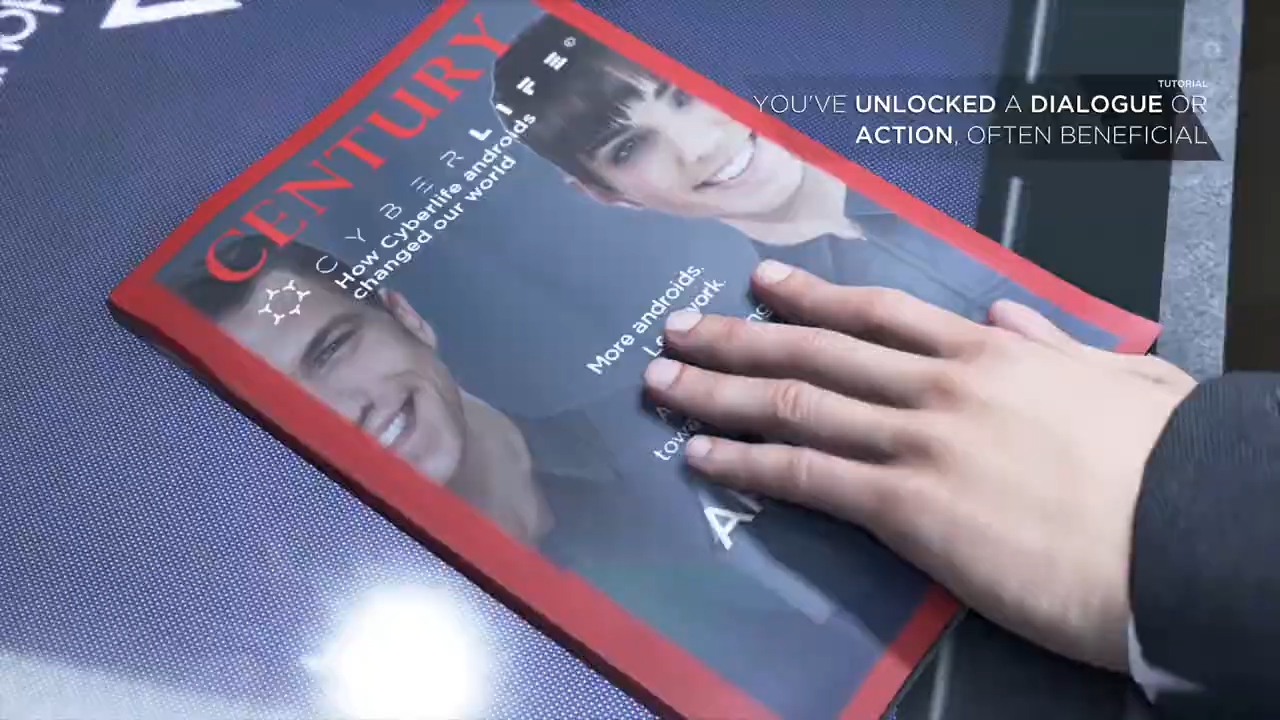 TUTORIAL
YOU'VE UNLOCKED A DIALOGUE OR
ACTION, OFTEN BENEFICIAL
CENTURY
CYBERLIFE©
How Cyberlife androids
changed our world
More androids.
work.